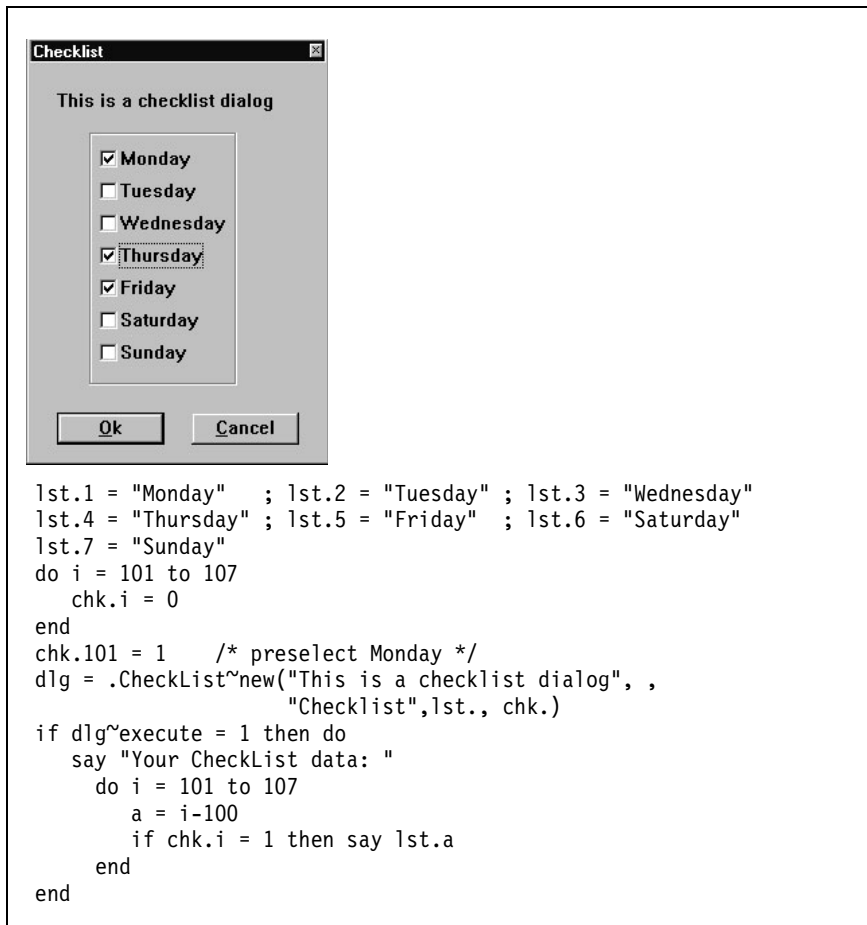 Checklist
This is a checklist dialog
Monday
Tuesday
Wednesday
Thursday
Friday
Saturday
Sunday
Ok Cancel
lst.1 = "Monday"   ; lst.2 = "Tuesday" ; lst.3 = "Wednesday"
lst.4 = "Thursday" ; lst.5 = "Friday"  ; lst.6 = "Saturday"
lst.7 = "Sunday"
do i = 101 to 107
   chk.i = 0
end
chk.101 = 1    /* preselect Monday */
dlg = .CheckList~new("This is a checklist dialog", ,
                     "Checklist",lst., chk.)
if dlg~execute = 1 then do
   say "Your CheckList data: "
     do i = 101 to 107
        a = i-100
        if chk.i = 1 then say lst.a
     end
end